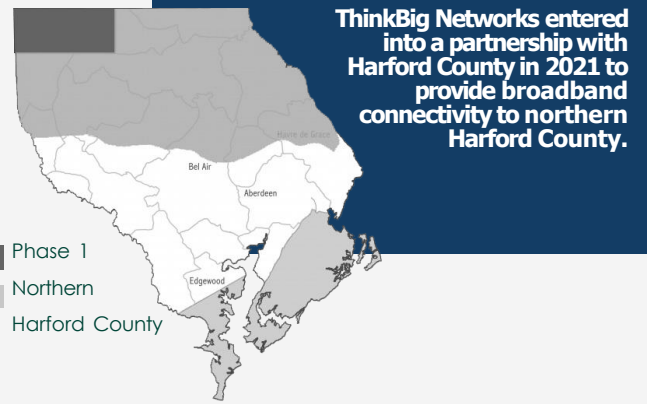 ThinkBig Networks entered
into a partnership with
Harford County in 2021 to
provide broadband
connectivity to northern
Harford County.
Havre de Grace
Bel Air
Aberdeen
Edgewood
Phase 1
Northern
Harford County